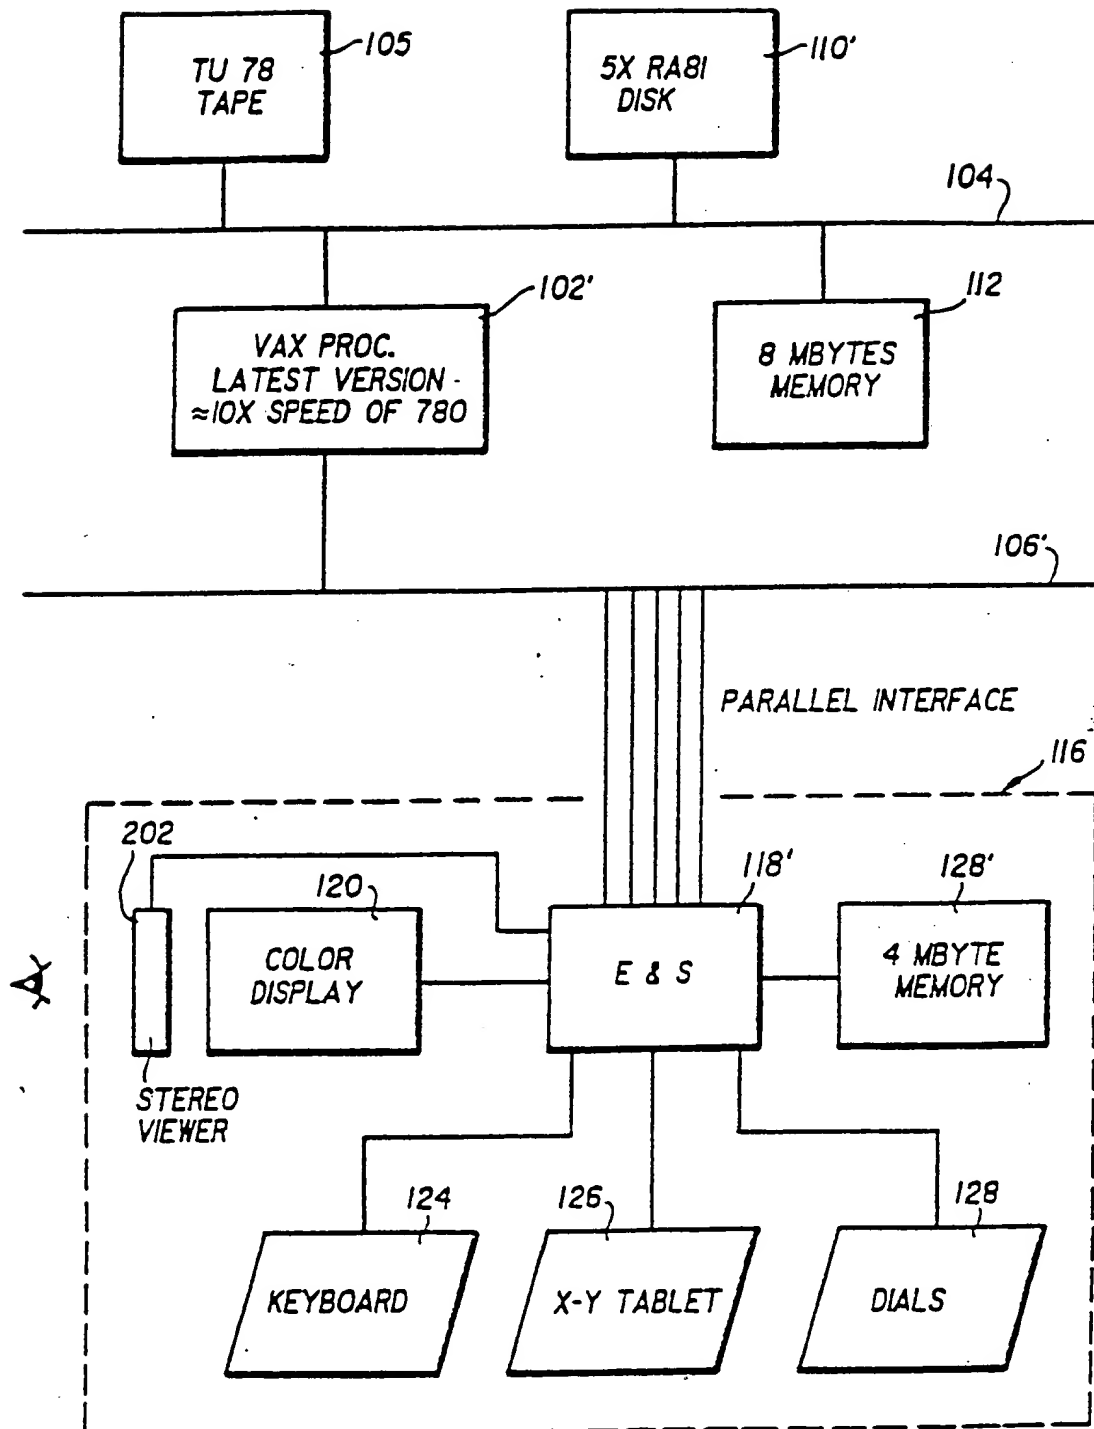 105
TU 78
TAPE
110'
5X RA81
DISK
104
102'
VAX PROC.
LATEST VERSION -
≈10X SPEED OF 780
112
8 MBYTES
MEMORY
106'
PARALLEL INTERFACE
116
202
120
COLOR
DISPLAY
118'
E & S
128'
4 MBYTE
MEMORY
STEREO
VIEWER
124
KEYBOARD
126
X-Y TABLET
128
DIALS